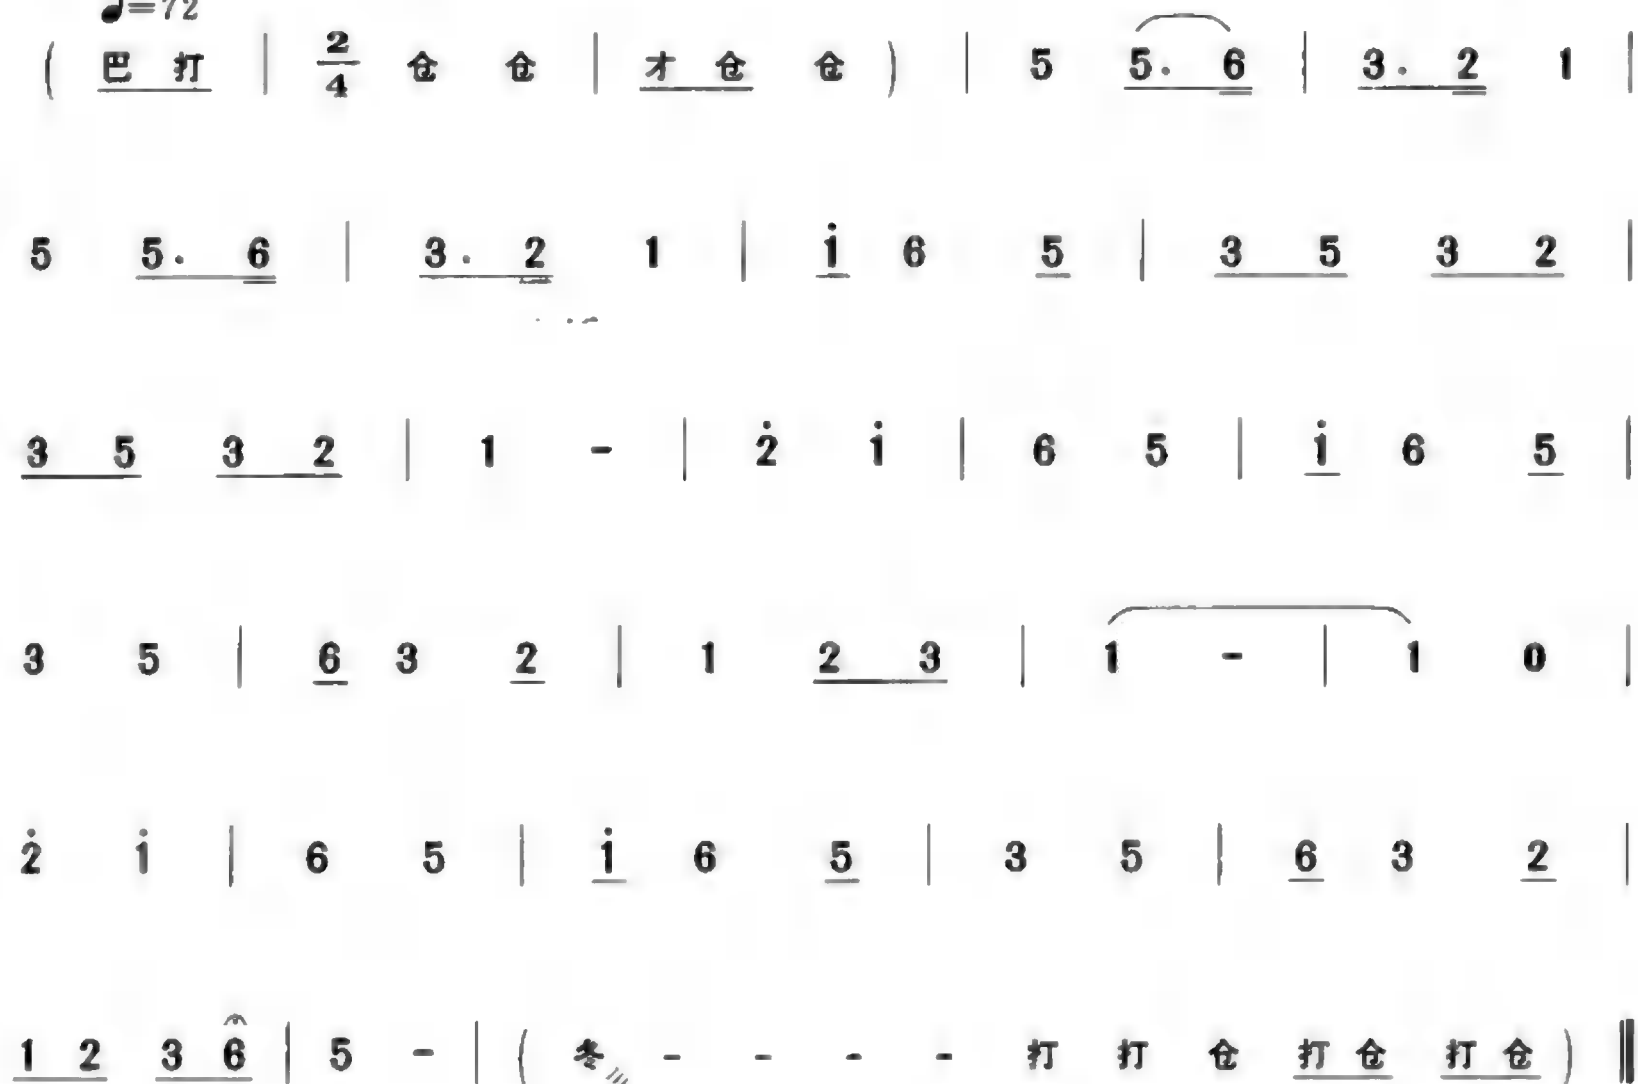 ♩=72
( 巴 打 | 2/4 仓 仓 | 才 仓 仓 ) | 5 5. 6 | 3. 2 1 |
5 5. 6 | 3. 2 1 | i 6 5 | 3 5 3 2 |
3 5 3 2 | 1 - | 2̇ i | 6 5 | i 6 5 |
3 5 | 6 3 2 | 1 2 3 | 1 - | 1 0 |
2̇ i | 6 5 | i 6 5 | 3 5 | 6 3 2 |
1 2 3 6 | 5 - | ( 冬 - - - - 打 打 仓 打 仓 打 仓 ) ‖